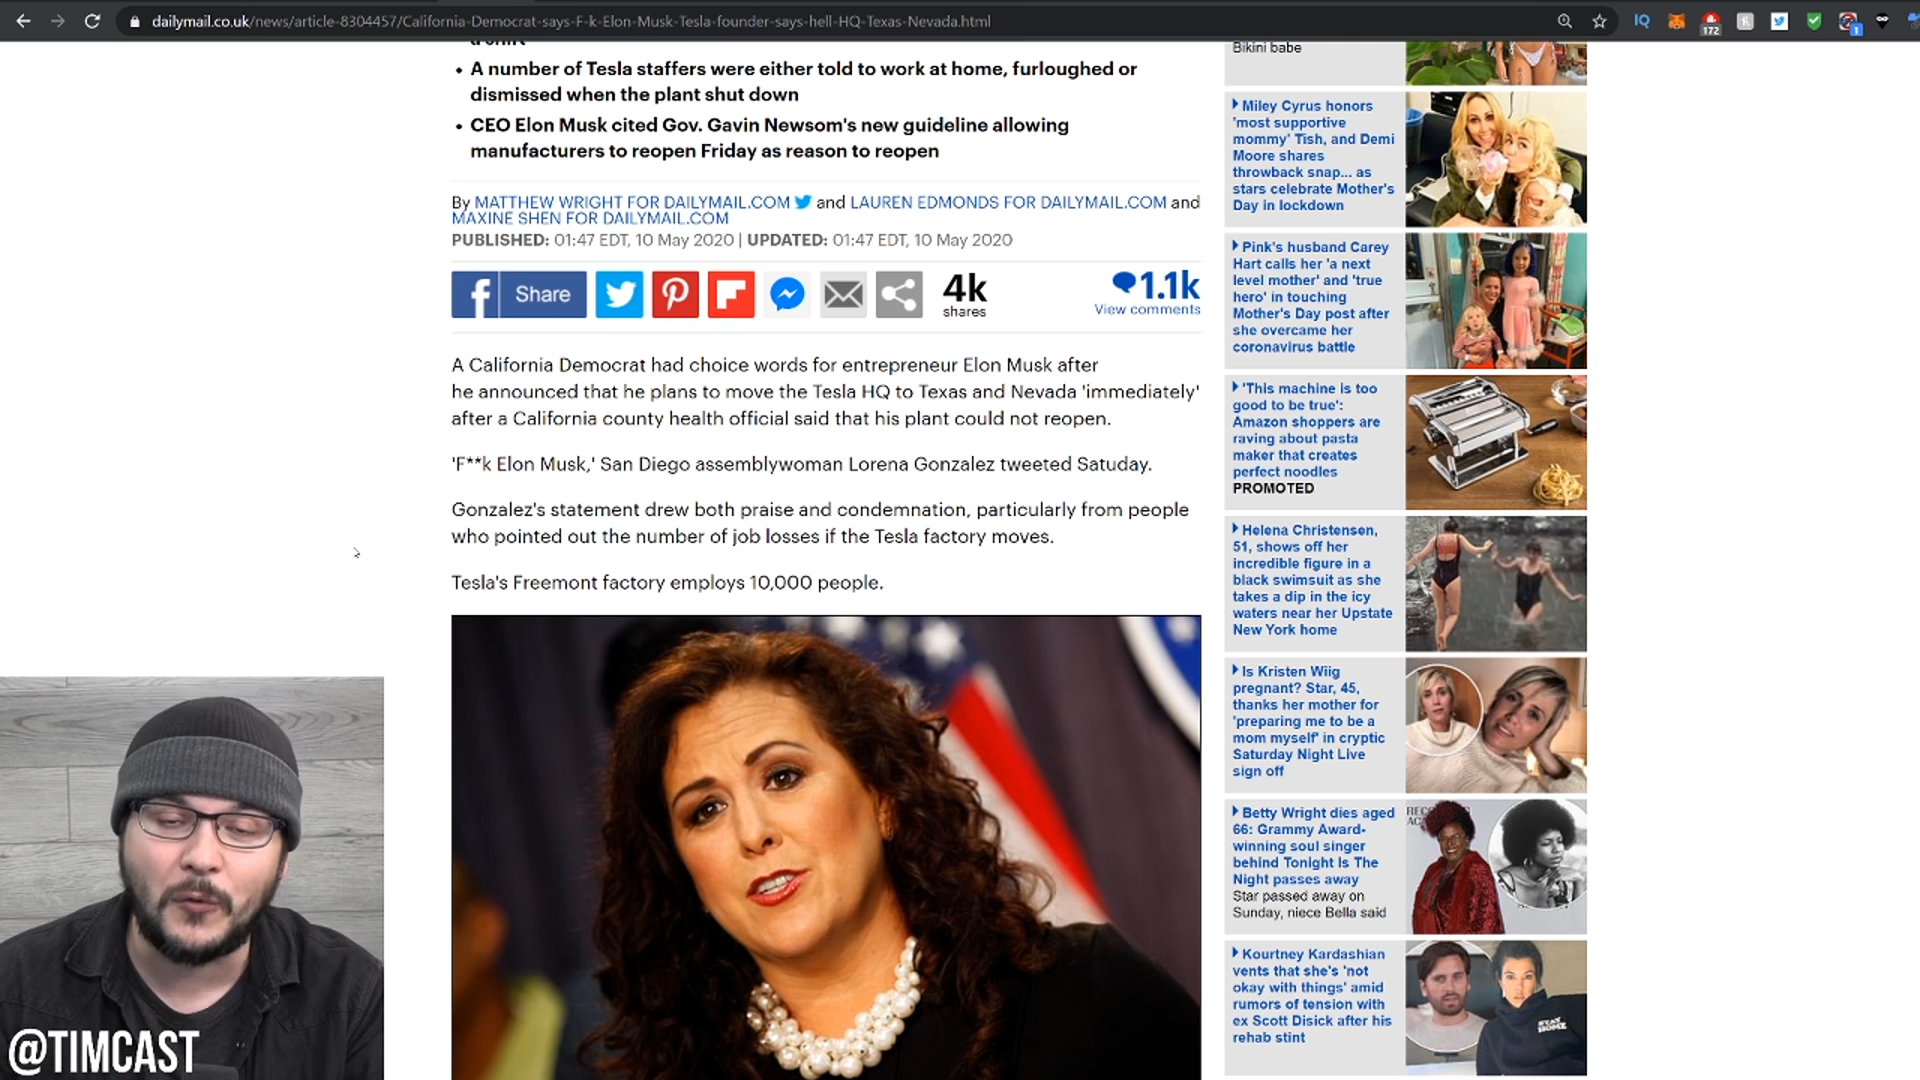 dailymail.co.uk/news/article-8304457/California-Democrat-says-F-k-Elon-Musk-Tesla-founder-says-hell-HQ-Texas-Nevada.html
172
1
• A number of Tesla staffers were either told to work at home, furloughed or
dismissed when the plant shut down
• CEO Elon Musk cited Gov. Gavin Newsom's new guideline allowing
manufacturers to reopen Friday as reason to reopen
By MATTHEW WRIGHT FOR DAILYMAIL.COM and LAUREN EDMONDS FOR DAILYMAIL.COM and
MAXINE SHEN FOR DAILYMAIL.COM
PUBLISHED: 01:47 EDT, 10 May 2020 | UPDATED: 01:47 EDT, 10 May 2020
Share
4k
shares
1.1k
View comments
A California Democrat had choice words for entrepreneur Elon Musk after
he announced that he plans to move the Tesla HQ to Texas and Nevada 'immediately'
after a California county health official said that his plant could not reopen.
'F**k Elon Musk,' San Diego assemblywoman Lorena Gonzalez tweeted Satuday.
Gonzalez's statement drew both praise and condemnation, particularly from people
who pointed out the number of job losses if the Tesla factory moves.
Tesla's Freemont factory employs 10,000 people.
Bikini babe
Miley Cyrus honors
'most supportive
mommy' Tish, and Demi
Moore shares
throwback snap... as
stars celebrate Mother's
Day in lockdown
Pink's husband Carey
Hart calls her 'a next
level mother' and 'true
hero' in touching
Mother's Day post after
she overcame her
coronavirus battle
'This machine is too
good to be true':
Amazon shoppers are
raving about pasta
maker that creates
perfect noodles
PROMOTED
Helena Christensen,
51, shows off her
incredible figure in a
black swimsuit as she
takes a dip in the icy
waters near her Upstate
New York home
Is Kristen Wiig
pregnant? Star, 45,
thanks her mother for
'preparing me to be a
mom myself' in cryptic
Saturday Night Live
sign off
Betty Wright dies aged
66: Grammy Award-
winning soul singer
behind Tonight Is The
Night passes away
Star passed away on
Sunday, niece Bella said
Kourtney Kardashian
vents that she's 'not
okay with things' amid
rumors of tension with
ex Scott Disick after his
rehab stint
STAY
HOME
@TIMCAST